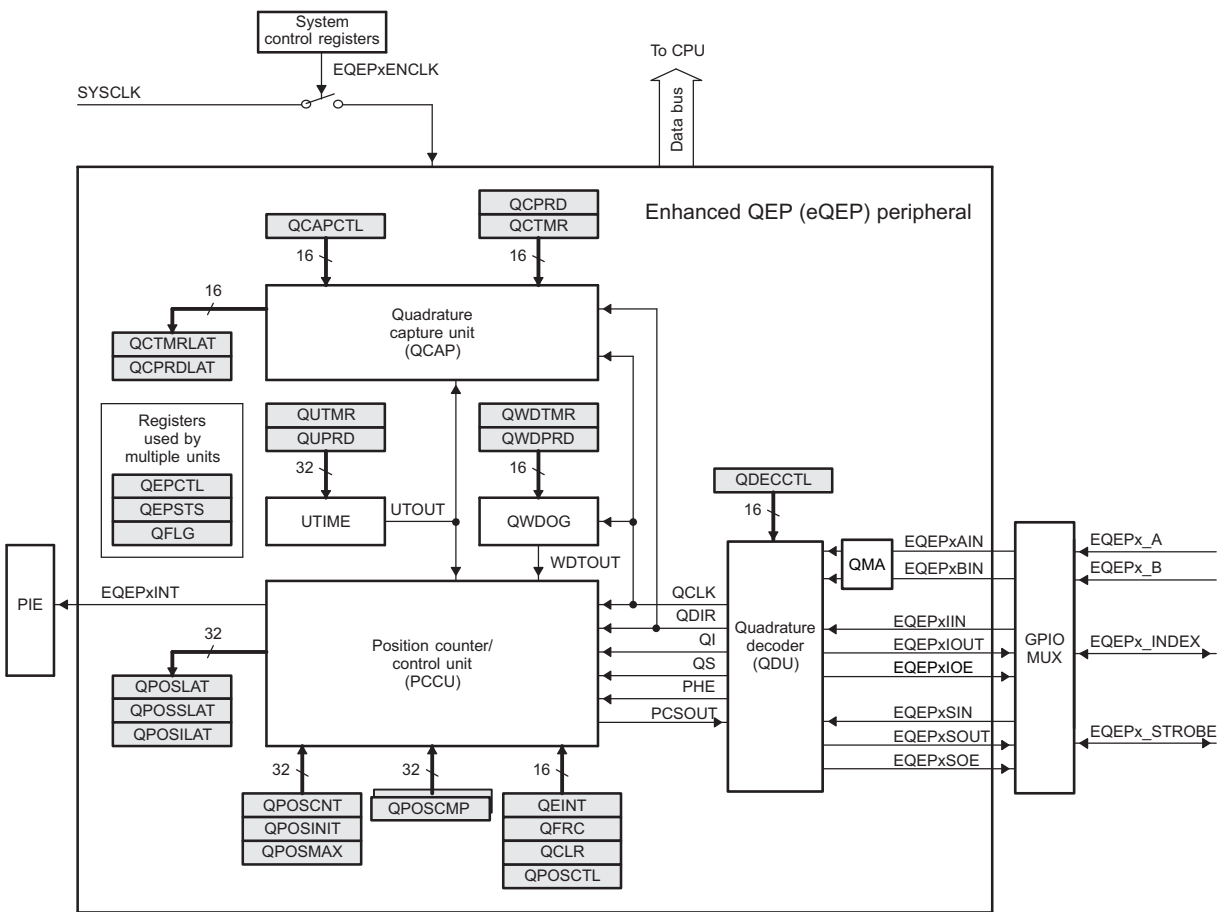 System
control registers
To CPU
EQEPxENCLK
SYSCLK
Data bus
Enhanced QEP (eQEP) peripheral
QCAPCTL
QCPRD
QCTMR
16
16
16
Quadrature
capture unit
(QCAP)
QCTMRLAT
QCPRDLAT
Registers
used by
multiple units
QEPCTL
QEPSTS
QFLG
QUTMR
QUPRD
32
QWDTMR
QWDPRD
16
UTIME
UTOUT
QWDOG
WDTOUT
QDECCTL
16
PIE
EQEPxINT
32
QPOSLAT
QPOSSLAT
QPOSILAT
Position counter/
control unit
(PCCU)
QCLK
QDIR
QI
QS
PHE
PCSOUT
Quadrature
decoder
(QDU)
QMA
EQEPxAIN
EQEPxBIN
EQEPxIIN
EQEPxIOUT
EQEPxIOE
EQEPxSIN
EQEPxSOUT
EQEPxSOE
GPIO
MUX
EQEPx_A
EQEPx_B
EQEPx_INDEX
EQEPx_STROBE
32
32
16
QPOSCNT
QPOSINIT
QPOSMAX
QPOSCMP
QEINT
QFRC
QCLR
QPOSCTL